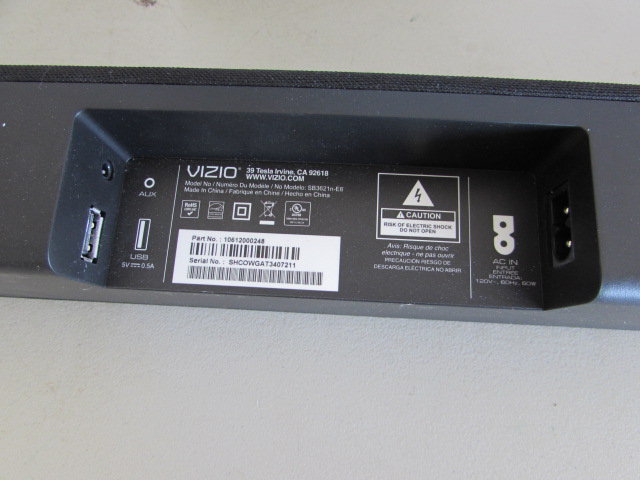 AUX
USB
5V⎓0.5A
VIZIO
39 Tesla Irvine, CA 92618
WWW.VIZIO.COM
Model No / Numéro Du Modèle / No Modelo: SB3621n-E8
Made In China / Fabriqué en Chine / Hecho en China
RoHS
COMPLIANT
Part No.: 10612000248
Serial No.: SHCOWGAT3407211
CAUTION
RISK OF ELECTRIC SHOCK
DO NOT OPEN
Avis: Risque de choc
electrique - ne pas ouvrir
PRECAUCIÓN RIESGO DE
DESCARGA ELÉCTRICA NO ABRIR
AC IN
INPUT
ENTRÉE
ENTRADA:
120V~, 60Hz, 60W